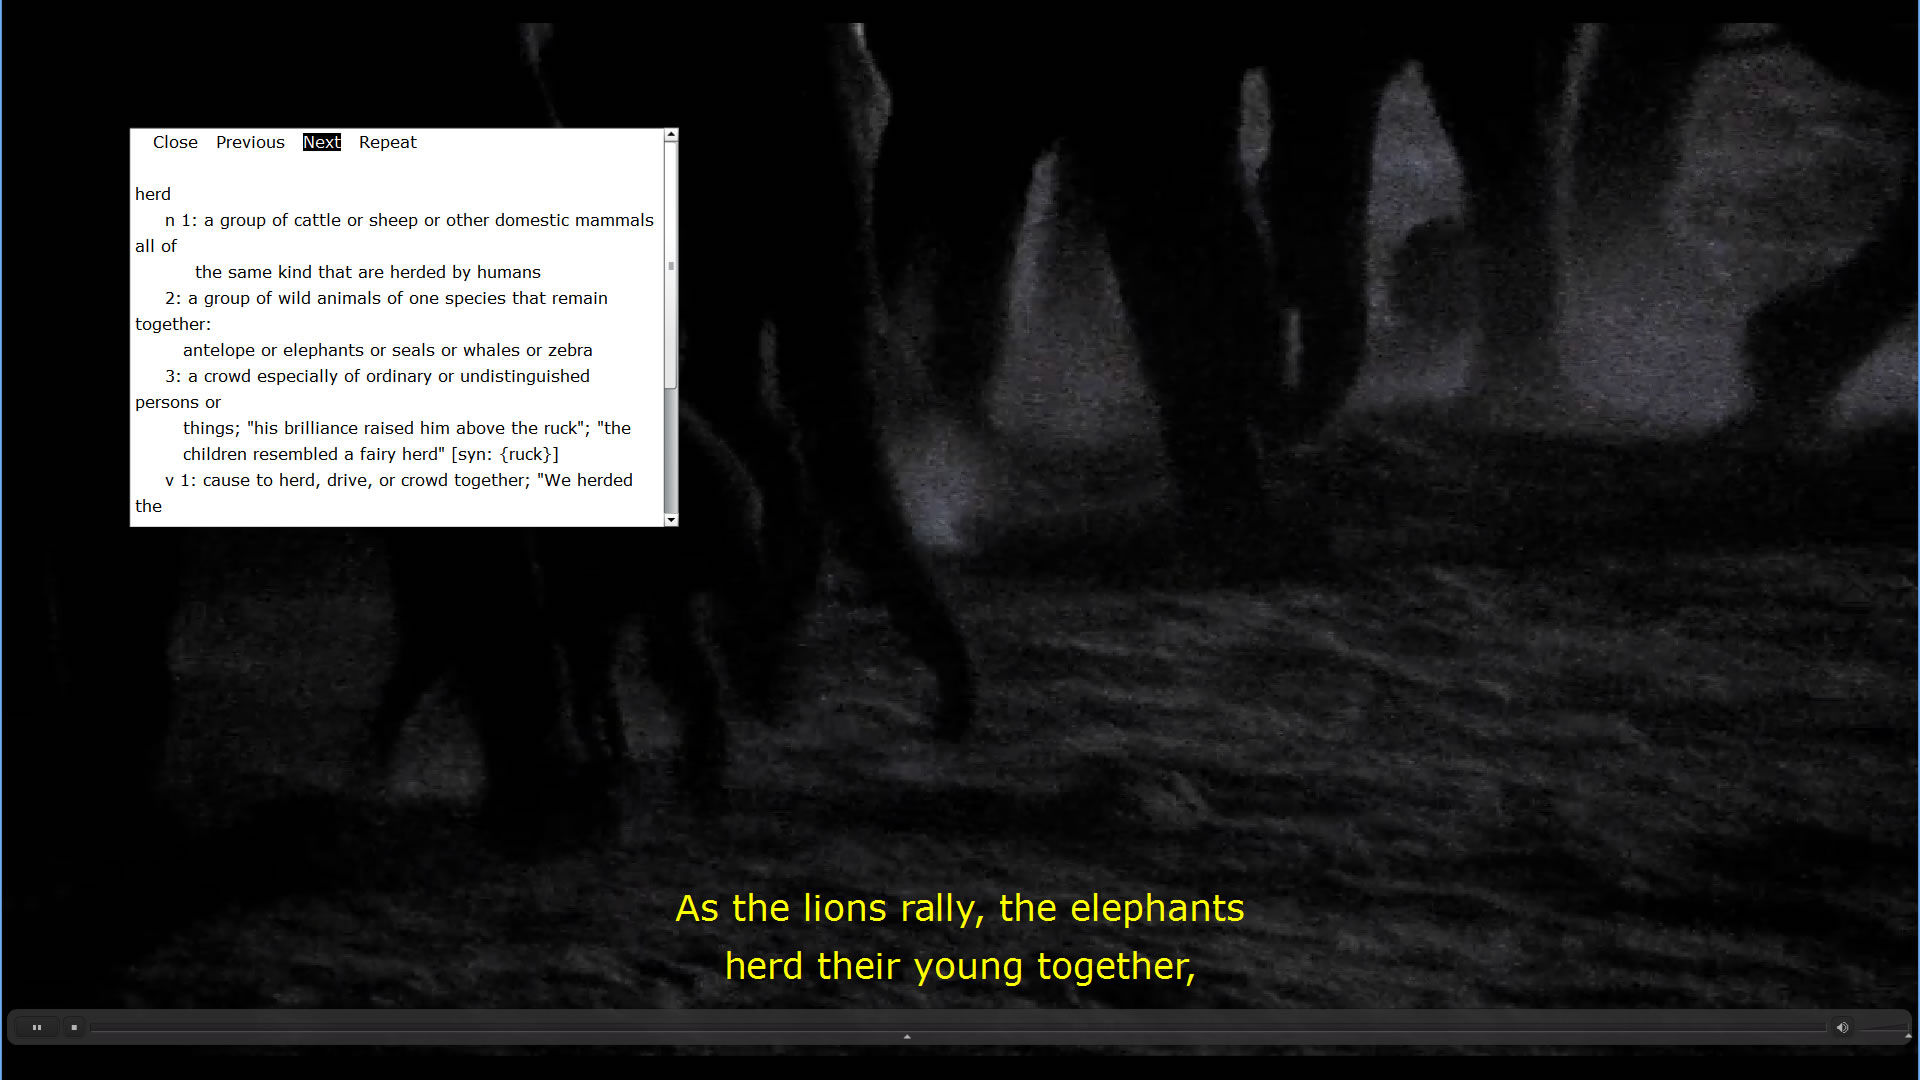 Close Previous Next Repeat
herd
n 1: a group of cattle or sheep or other domestic mammals
all of
the same kind that are herded by humans
2: a group of wild animals of one species that remain
together:
antelope or elephants or seals or whales or zebra
3: a crowd especially of ordinary or undistinguished
persons or
things; "his brilliance raised him above the ruck"; "the
children resembled a fairy herd" [syn: {ruck}]
v 1: cause to herd, drive, or crowd together; "We herded
the
As the lions rally, the elephants
herd their young together,